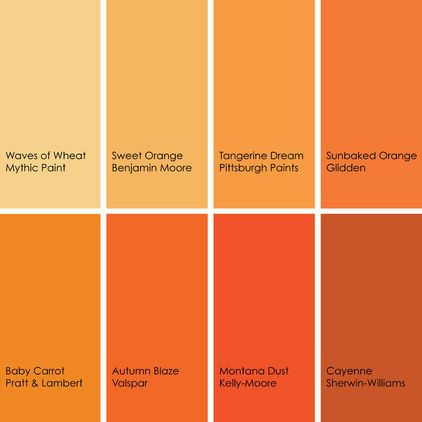 Waves of Wheat
Mythic Paint
Sweet Orange
Benjamin Moore
Tangerine Dream
Pittsburgh Paints
Sunbaked Orange
Glidden
Baby Carrot
Pratt & Lambert
Autumn Blaze
Valspar
Montana Dust
Kelly-Moore
Cayenne
Sherwin-Williams